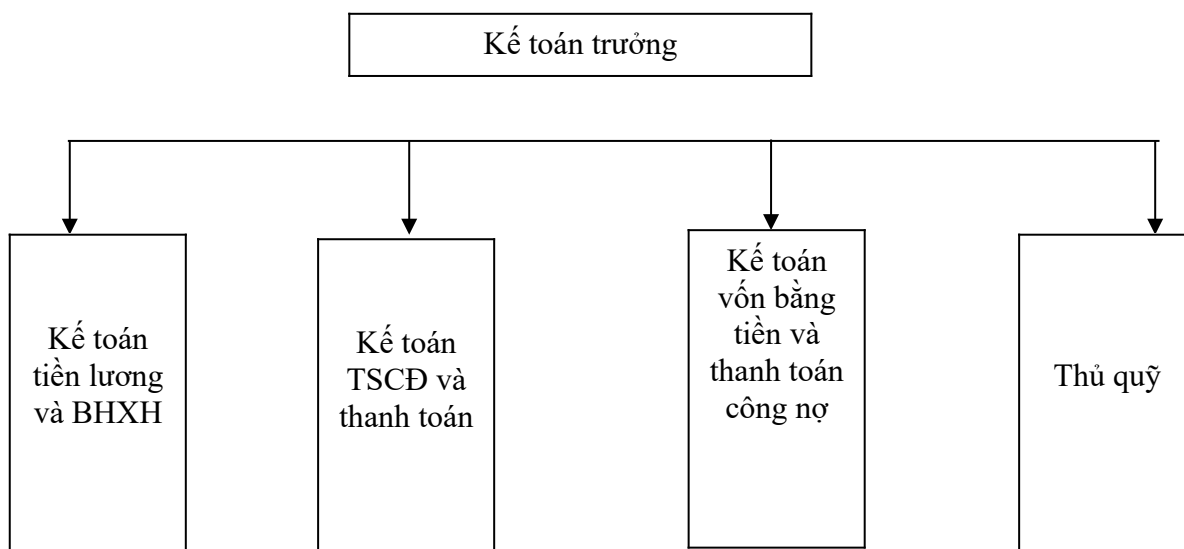 Kế toán trưởng
Kế toán
tiền lương
và BHXH
Kế toán
TSCĐ và
thanh toán
Kế toán
vốn bằng
tiền và
thanh toán
công nợ
Thủ quỹ